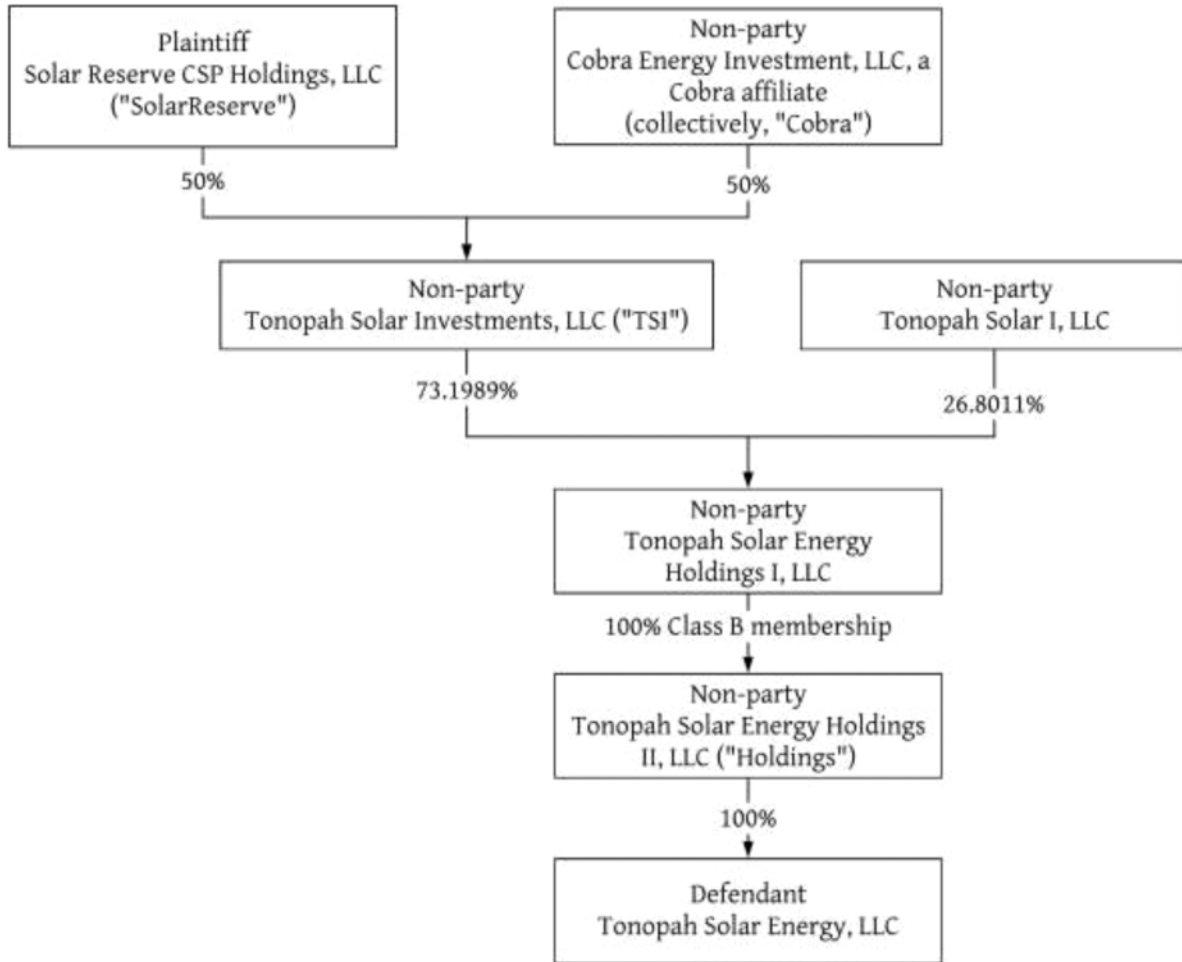 Plaintiff
Solar Reserve CSP Holdings, LLC
("SolarReserve")
Non-party
Cobra Energy Investment, LLC, a
Cobra affiliate
(collectively, "Cobra")
50%
50%
Non-party
Tonopah Solar Investments, LLC ("TSI")
Non-party
Tonopah Solar I, LLC
73.1989%
26.8011%
Non-party
Tonopah Solar Energy
Holdings I, LLC
100% Class B membership
Non-party
Tonopah Solar Energy Holdings
II, LLC ("Holdings")
100%
Defendant
Tonopah Solar Energy, LLC